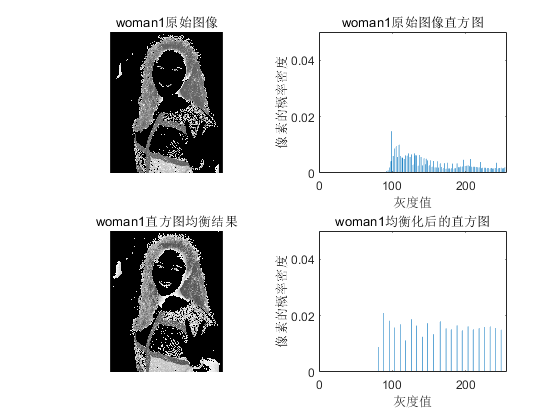 woman1原始图像
woman1原始图像直方图
像素的概率密度
0.04
0.02
0
0
100
200
灰度值
woman1直方图均衡结果
woman1均衡化后的直方图
像素的概率密度
0.04
0.02
0
0
100
200
灰度值